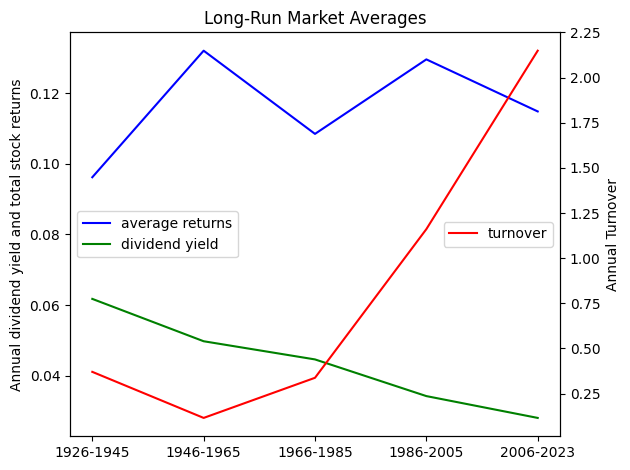 Long-Run Market Averages
Annual dividend yield and total stock returns
0.12
0.10
0.08
0.06
0.04
average returns
dividend yield
turnover
2.25
2.00
1.75
1.50
1.25
1.00
0.75
0.50
0.25
Annual Turnover
1926-1945 1946-1965 1966-1985 1986-2005 2006-2023